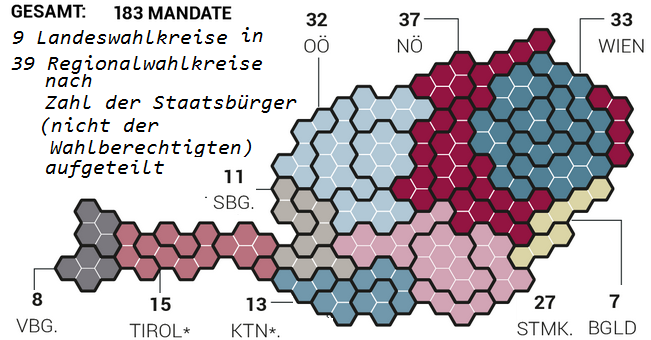 GESAMT: 183 MANDATE
9 Landeswahlkreise in
39 Regionalwahlkreise
nach
Zahl der Staatsbürger
(nicht der
Wahlberechtigten)
aufgeteilt
32
OÖ
37
NÖ
33
WIEN
11
SBG.
8
VBG.
15
TIROL*
13
KTN*.
27
STMK.
7
BGLD